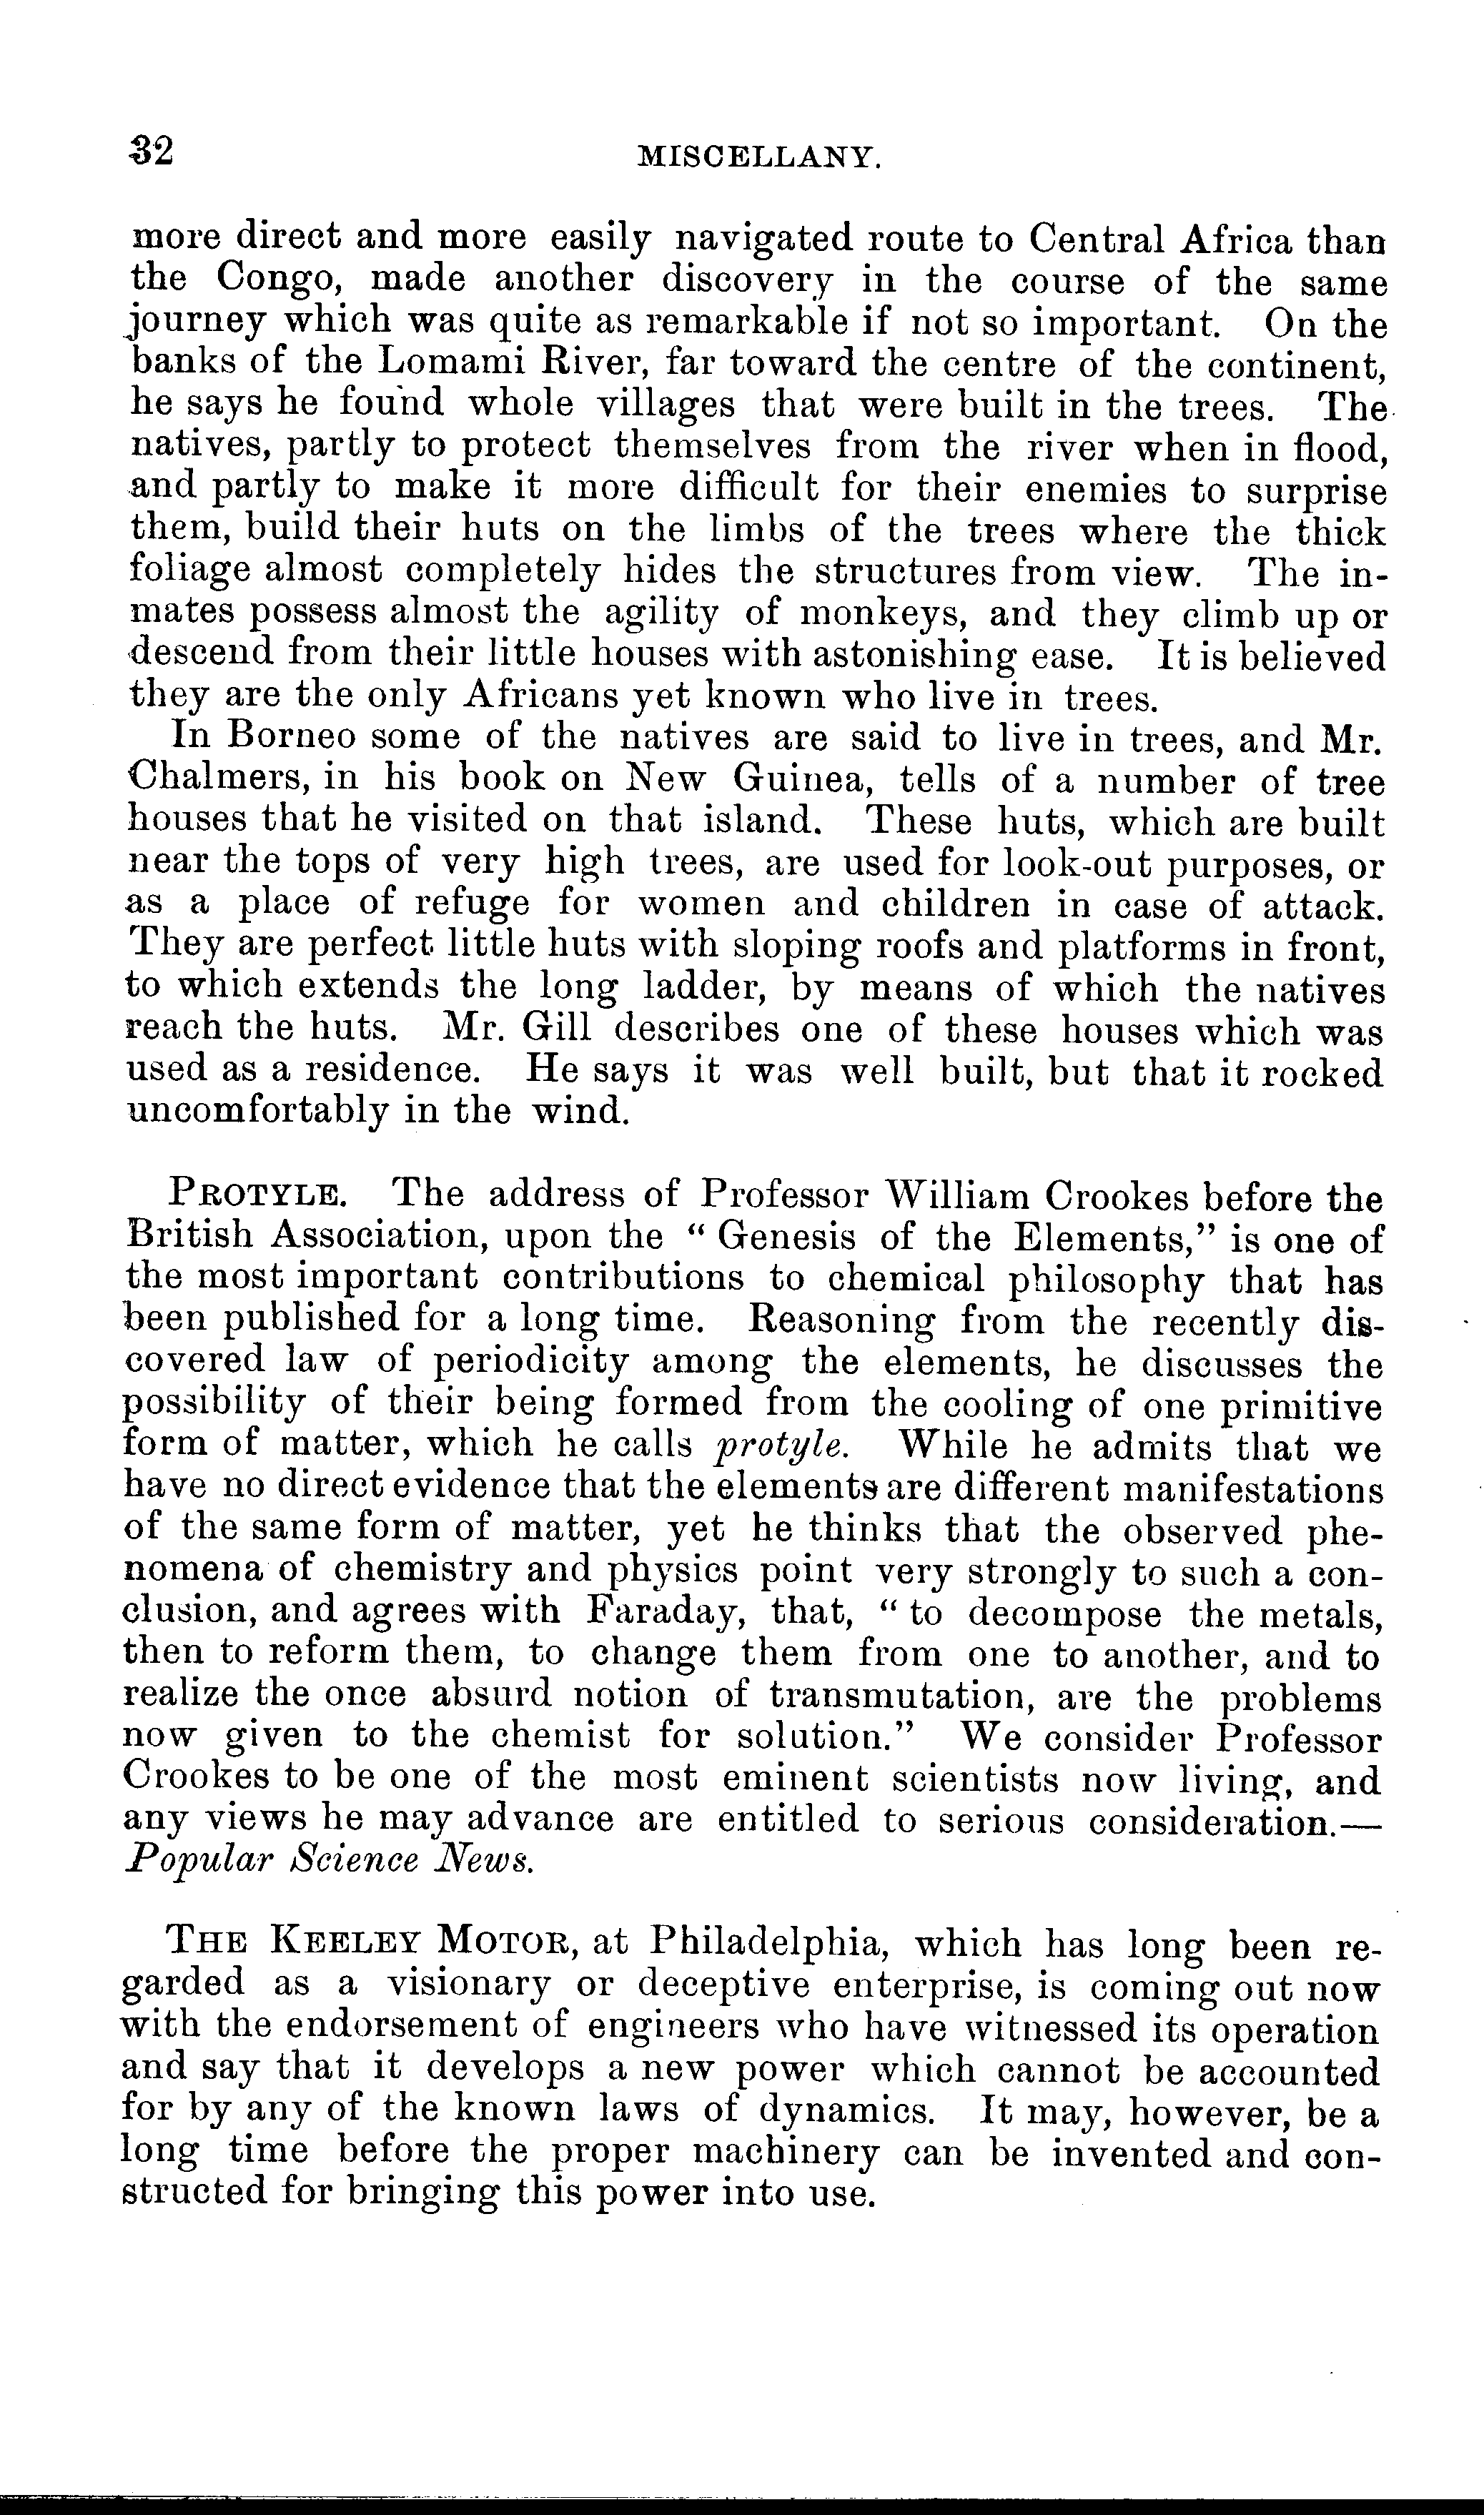 32 MISCELLANY.
more direct and more easily navigated route to Central Africa than
the Congo, made another discovery in the course of the same
journey which was quite as remarkable if not so important. On the
banks of the Lomami River, far toward the centre of the continent,
he says he found whole villages that were built in the trees. The
natives, partly to protect themselves from the river when in flood,
and partly to make it more difficult for their enemies to surprise
them, build their huts on the limbs of the trees where the thick
foliage almost completely hides the structures from view. The in-
mates possess almost the agility of monkeys, and they climb up or
descend from their little houses with astonishing ease. It is believed
they are the only Africans yet known who live in trees.
In Borneo some of the natives are said to live in trees, and Mr.
Chalmers, in his book on New Guinea, tells of a number of tree
houses that he visited on that island. These huts, which are built
near the tops of very high trees, are used for look-out purposes, or
as a place of refuge for women and children in case of attack.
They are perfect little huts with sloping roofs and platforms in front,
to which extends the long ladder, by means of which the natives
reach the huts. Mr. Gill describes one of these houses which was
used as a residence. He says it was well built, but that it rocked
uncomfortably in the wind.
PROTYLE. The address of Professor William Crookes before the
British Association, upon the “Genesis of the Elements,” is one of
the most important contributions to chemical philosophy that has
been published for a long time. Reasoning from the recently dis-
covered law of periodicity among the elements, he discusses the
possibility of their being formed from the cooling of one primitive
form of matter, which he calls protyle. While he admits that we
have no direct evidence that the elements are different manifestations
of the same form of matter, yet he thinks that the observed phe-
nomena of chemistry and physics point very strongly to such a con-
clusion, and agrees with Faraday, that, “to decompose the metals,
then to reform them, to change them from one to another, and to
realize the once absurd notion of transmutation, are the problems
now given to the chemist for solution.” We consider Professor
Crookes to be one of the most eminent scientists now living, and
any views he may advance are entitled to serious consideration.—
Popular Science News.
THE KEELEY MOTOR, at Philadelphia, which has long been re-
garded as a visionary or deceptive enterprise, is coming out now
with the endorsement of engineers who have witnessed its operation
and say that it develops a new power which cannot be accounted
for by any of the known laws of dynamics. It may, however, be a
long time before the proper machinery can be invented and con-
structed for bringing this power into use.